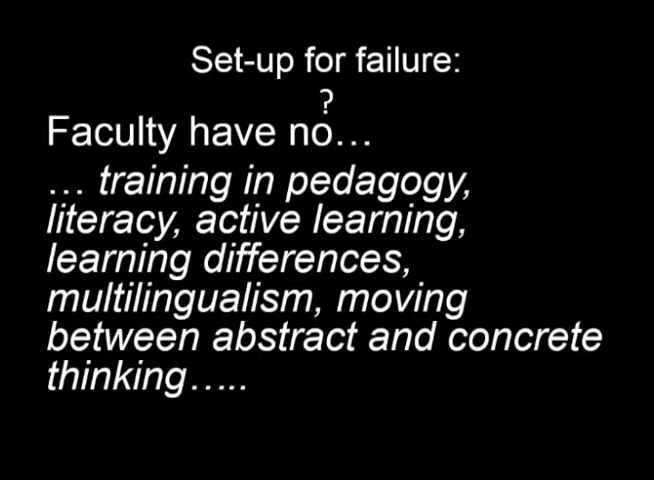 Set-up for failure:
?
Faculty have no…
… training in pedagogy,
literacy, active learning,
learning differences,
multilingualism, moving
between abstract and concrete
thinking…..